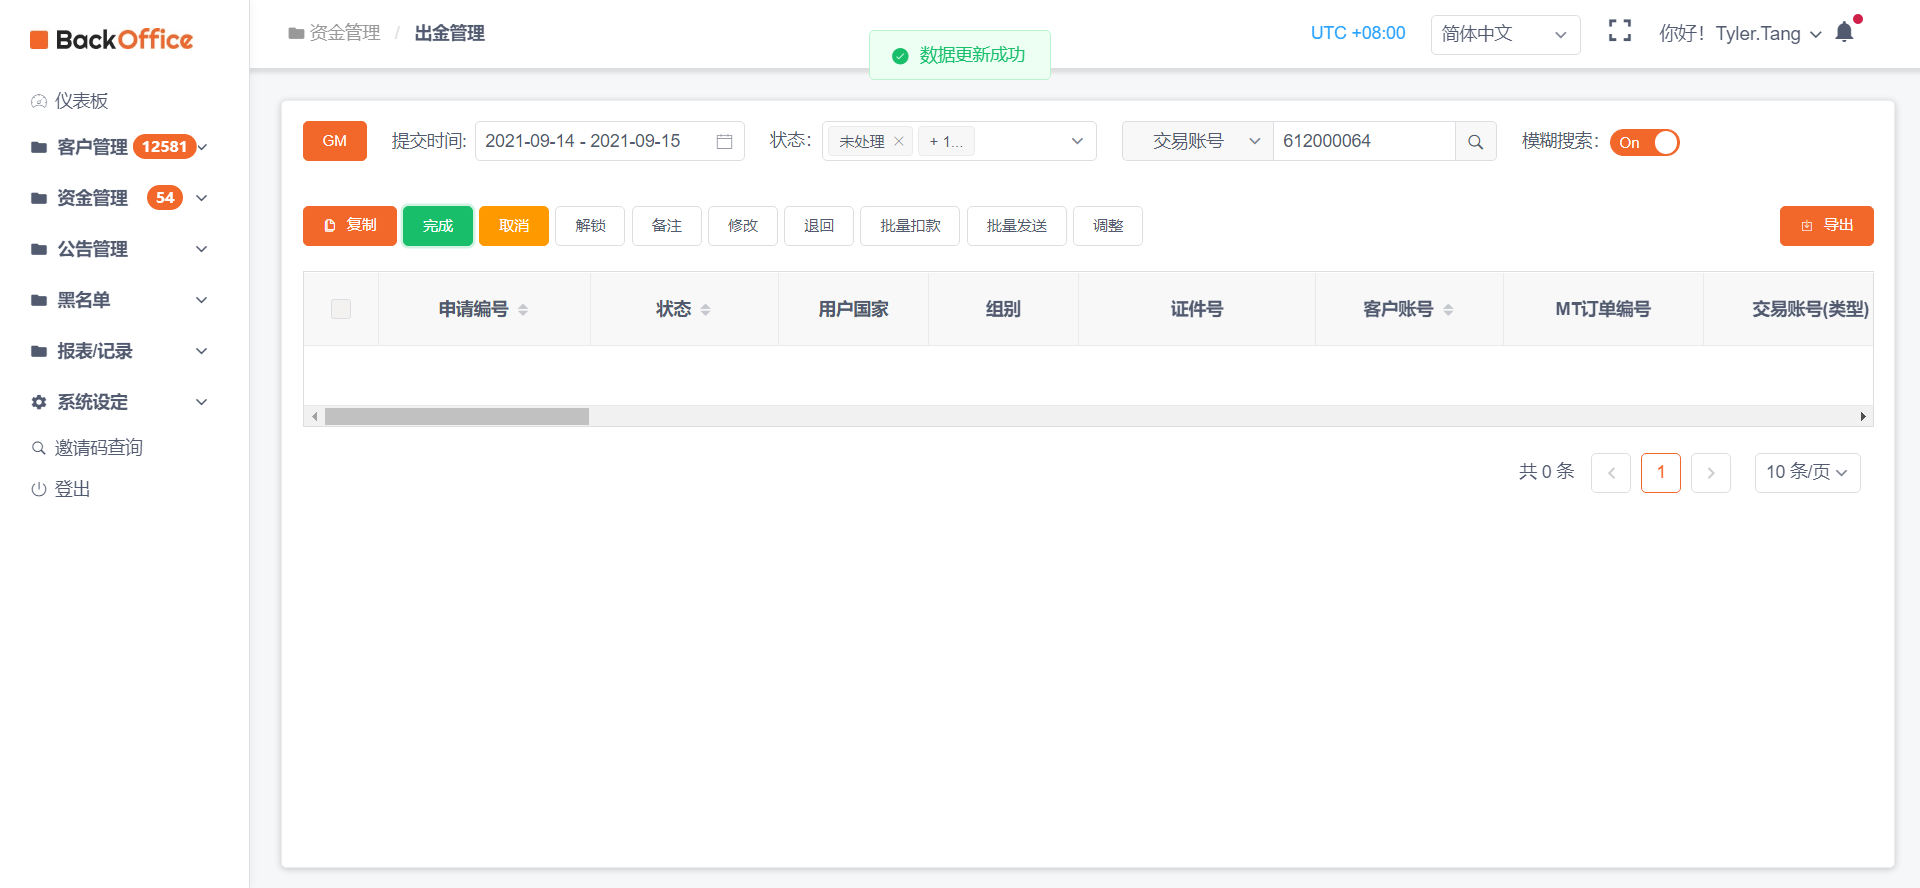 BackOffice
仪表板
客户管理 12581
资金管理 54
公告管理
黑名单
报表/记录
系统设定
邀请码查询
登出
资金管理 / 出金管理
数据更新成功
UTC +08:00
简体中文
你好! Tyler.Tang
GM
提交时间: 2021-09-14 - 2021-09-15
状态: 未处理 + 1...
交易账号 612000064
模糊搜索: On
复制 完成 取消 解锁 备注 修改 退回 批量扣款 批量发送 调整 导出
申请编号 状态 用户国家 组别 证件号 客户账号 MT订单编号 交易账号(类型)
共 0 条 1 10 条/页